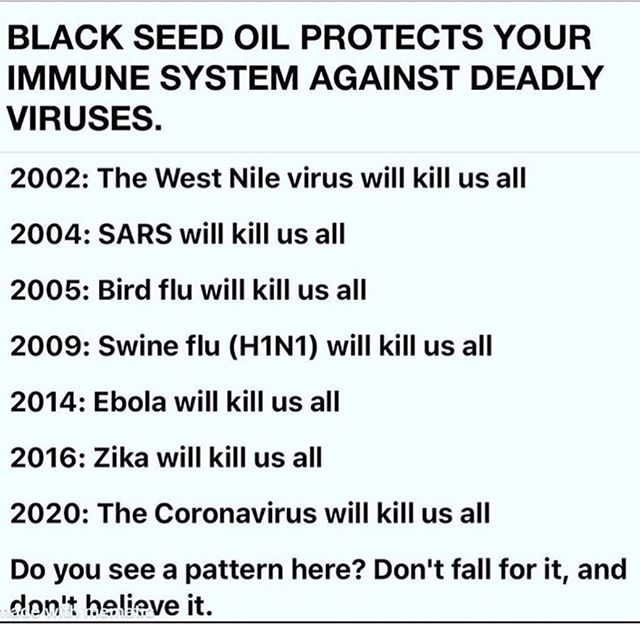 BLACK SEED OIL PROTECTS YOUR
IMMUNE SYSTEM AGAINST DEADLY
VIRUSES.
2002: The West Nile virus will kill us all
2004: SARS will kill us all
2005: Bird flu will kill us all
2009: Swine flu (H1N1) will kill us all
2014: Ebola will kill us all
2016: Zika will kill us all
2020: The Coronavirus will kill us all
Do you see a pattern here? Don't fall for it, and
don't believe it.
made with mematic